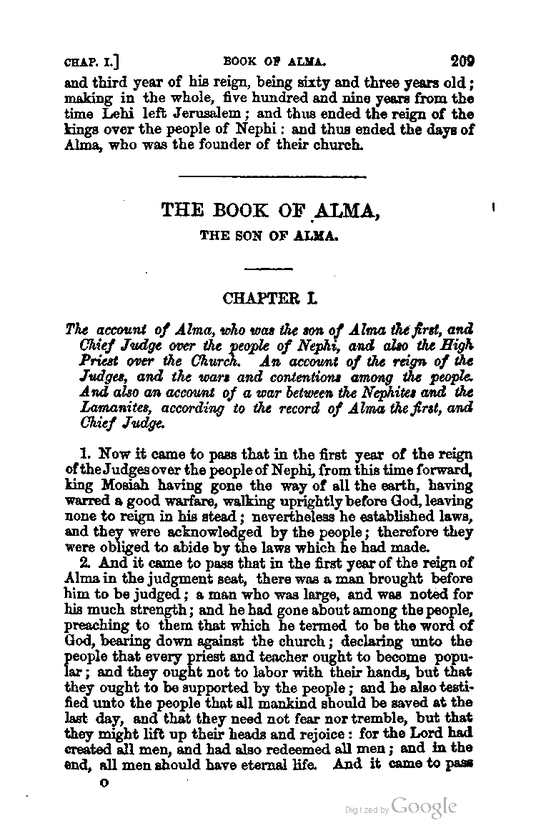 CHAP. I.] BOOK OF ALMA. 209
and third year of his reign, being sixty and three years old;
making in the whole, five hundred and nine years from the
time Lehi left Jerusalem; and thus ended the reign of the
kings over the people of Nephi: and thus ended the days of
Alma, who was the founder of their church.
THE BOOK OF ALMA,
THE SON OF ALMA.
CHAPTER I.
The account of Alma, who was the son of Alma the first, and
Chief Judge over the people of Nephi, and also the High
Priest over the Church. An account of the reign of the
Judges, and the wars and contentions among the people.
And also an account of a war between the Nephites and the
Lamanites, according to the record of Alma the first, and
Chief Judge.
1. Now it came to pass that in the first year of the reign
of the Judges over the people of Nephi, from this time forward,
king Mosiah having gone the way of all the earth, having
warred a good warfare, walking uprightly before God, leaving
none to reign in his stead; nevertheless he established laws,
and they were acknowledged by the people; therefore they
were obliged to abide by the laws which he had made.
2. And it came to pass that in the first year of the reign of
Alma in the judgment seat, there was a man brought before
him to be judged; a man who was large, and was noted for
his much strength; and he had gone about among the people,
preaching to them that which he termed to be the word of
God, bearing down against the church; declaring unto the
people that every priest and teacher ought to become popu-
lar; and they ought not to labor with their hands, but that
they ought to be supported by the people; and he also testi-
fied unto the people that all mankind should be saved at the
last day, and that they need not fear nor tremble, but that
they might lift up their heads and rejoice: for the Lord had
created all men, and had also redeemed all men; and in the
end, all men should have eternal life. And it came to pass
O
Digitized by Google